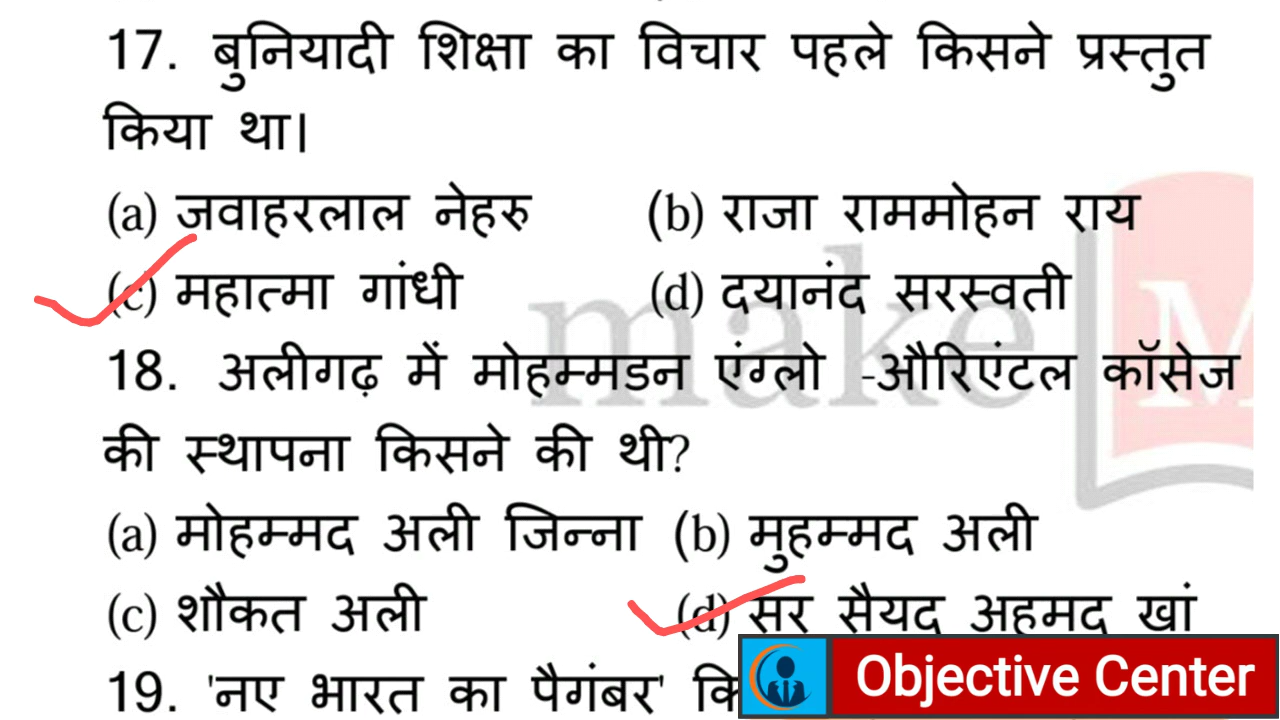 17. बुनियादी शिक्षा का विचार पहले किसने प्रस्तुत
किया था।
(a) जवाहरलाल नेहरु (b) राजा राममोहन राय
(c) महात्मा गांधी (d) दयानंद सरस्वती
18. अलीगढ़ में मोहम्मडन एंग्लो -औरिएंटल कॉसेज
की स्थापना किसने की थी?
(a) मोहम्मद अली जिन्ना (b) मुहम्मद अली
(c) शौकत अली (d) सर सैयद अहमद खां
19. 'नए भारत का पैगंबर'
Objective Center
make
M